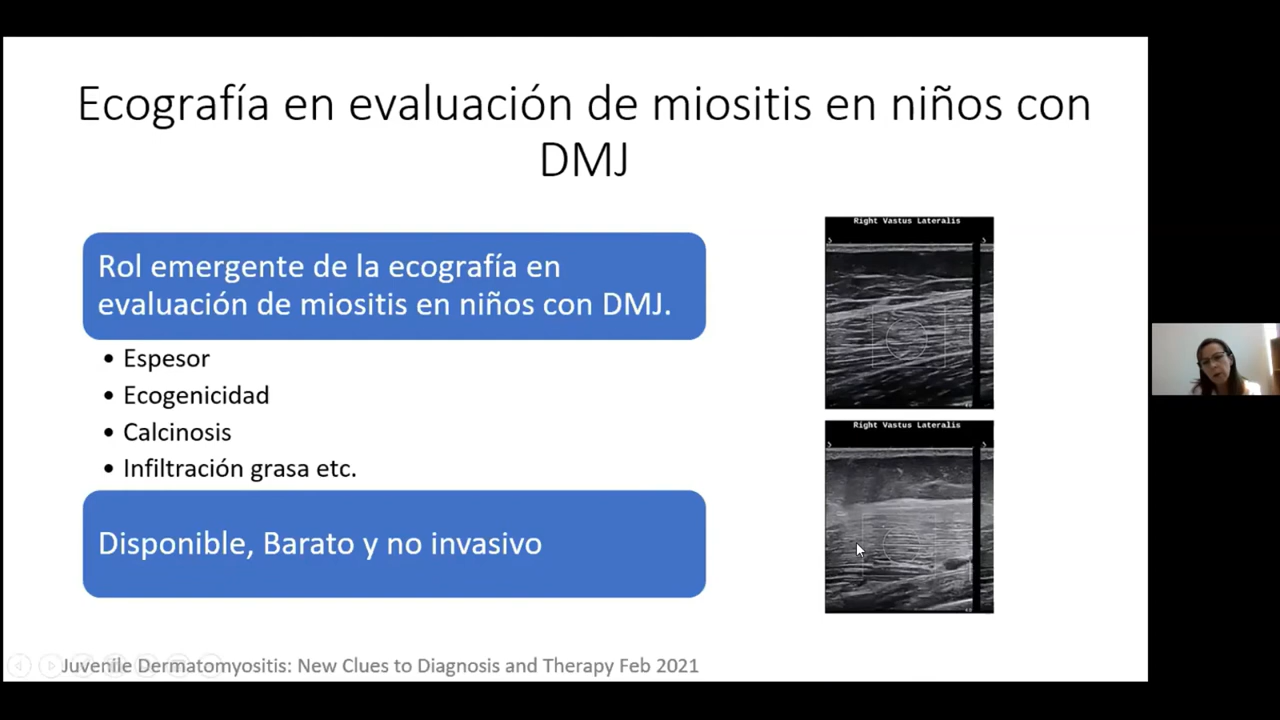 Ecografía en evaluación de miositis en niños con
DMJ
Rol emergente de la ecografía en
evaluación de miositis en niños con DMJ.
• Espesor
• Ecogenicidad
• Calcinosis
• Infiltración grasa etc.
Disponible, Barato y no invasivo
Right Vastus Lateralis
Right Vastus Lateralis
Juvenile Dermatomyositis: New Clues to Diagnosis and Therapy Feb 2021